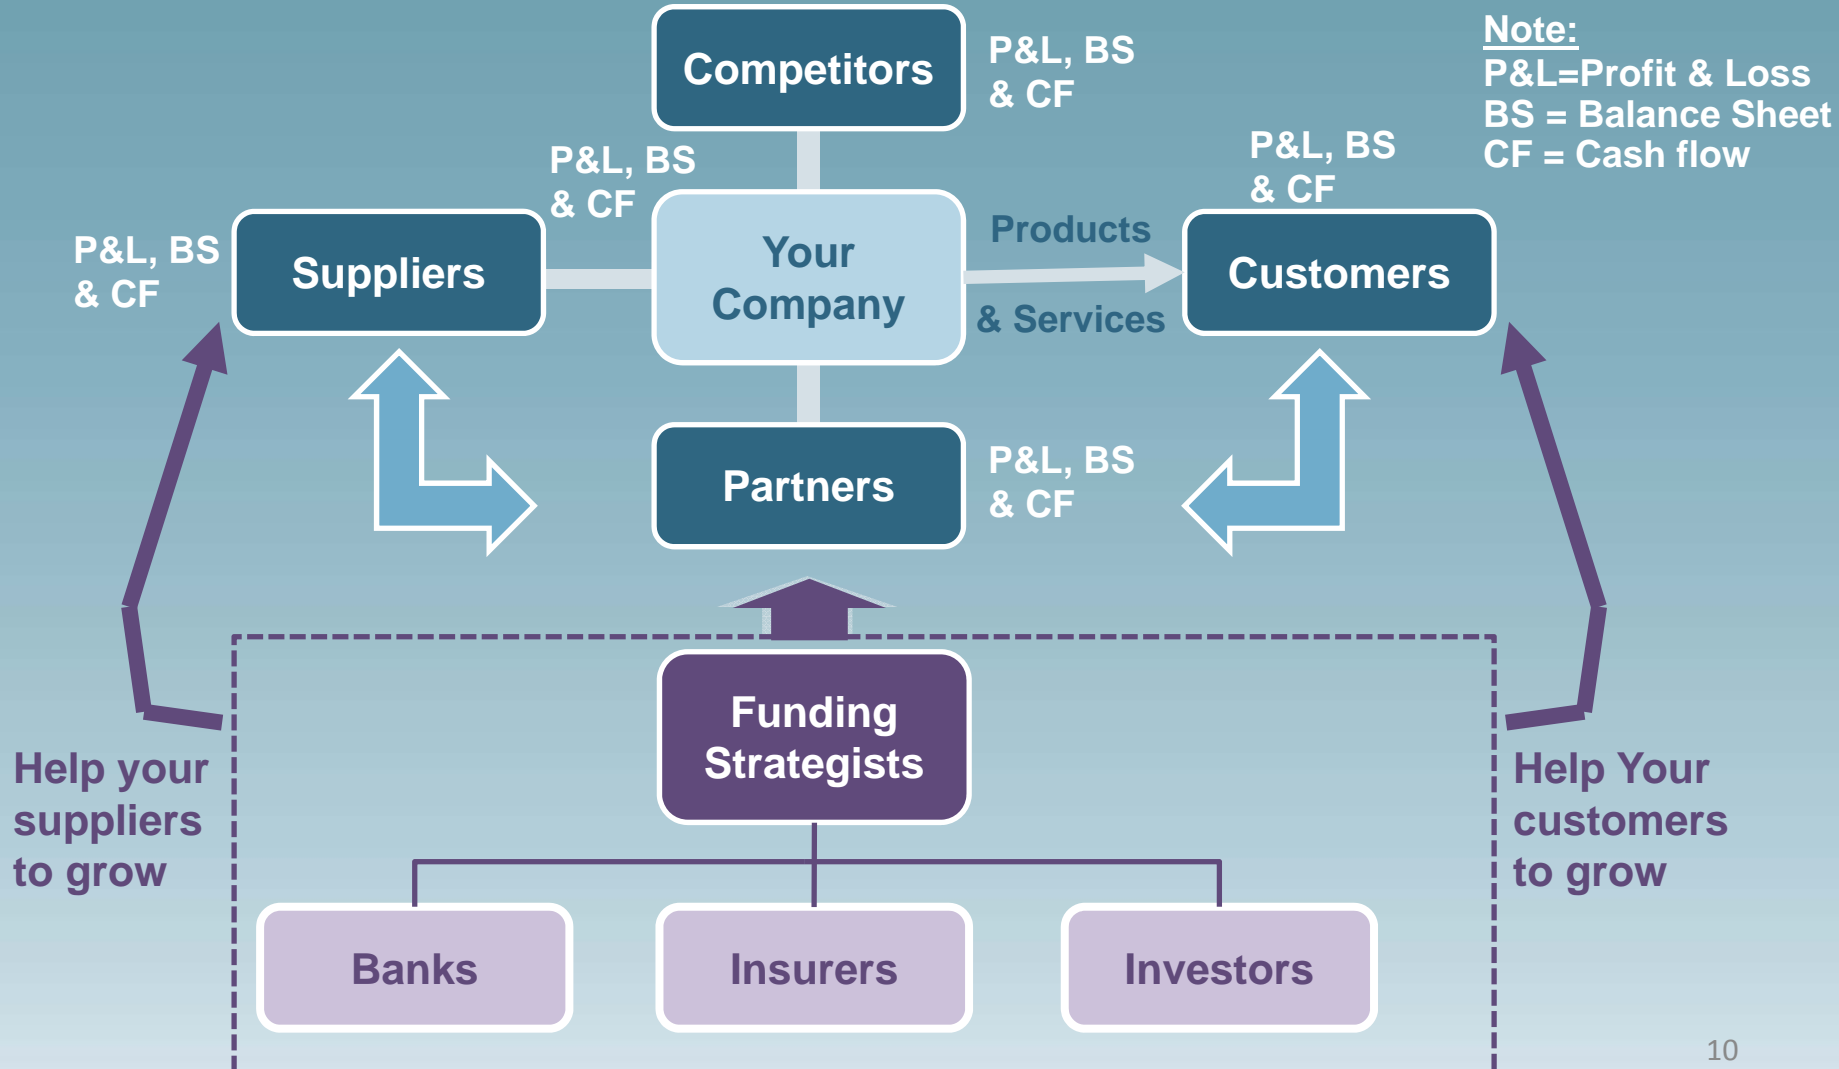 Competitors
P&L, BS
& CF
Note:
P&L=Profit & Loss
BS = Balance Sheet
CF = Cash flow
P&L, BS
& CF
P&L, BS
& CF
P&L, BS
& CF
Suppliers
Your
Company
Products
& Services
Customers
Partners
P&L, BS
& CF
Funding
Strategists
Help your
suppliers
to grow
Help Your
customers
to grow
Banks
Insurers
Investors
10